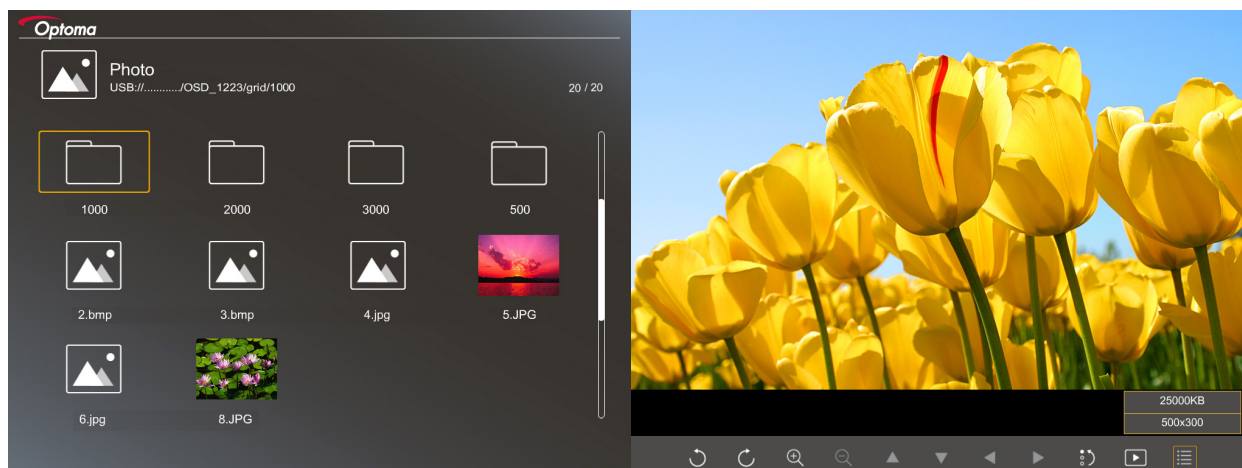 Optoma
Photo
USB://.........../OSD_1223/grid/1000
20 / 20
1000
2000
3000
500
2.bmp
3.bmp
4.jpg
5.JPG
6.jpg
8.JPG
25000KB
500x300